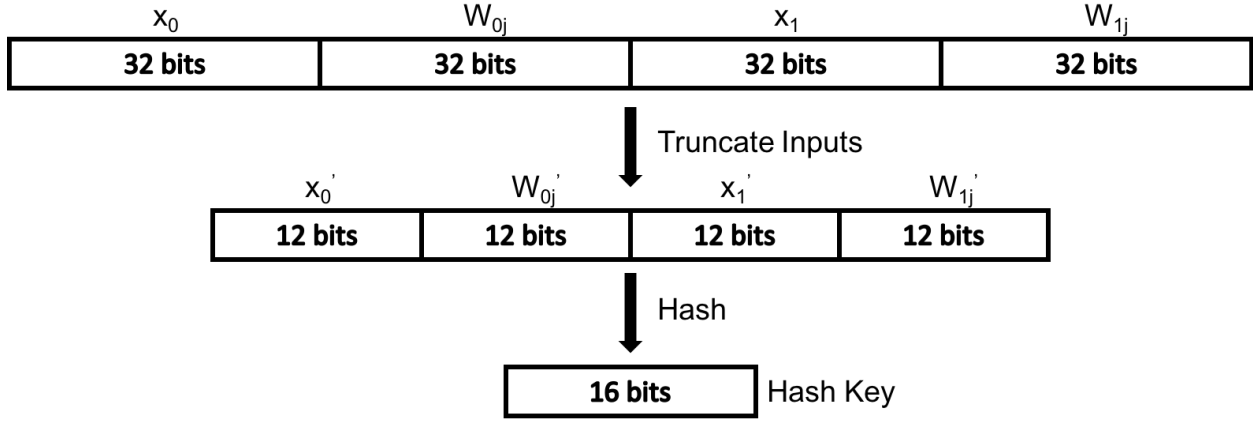 x₀ W₀ⱼ x₁ W₁ⱼ
32 bits 32 bits 32 bits 32 bits
Truncate Inputs
x₀' W₀ⱼ' x₁' W₁ⱼ'
12 bits 12 bits 12 bits 12 bits
Hash
16 bits Hash Key